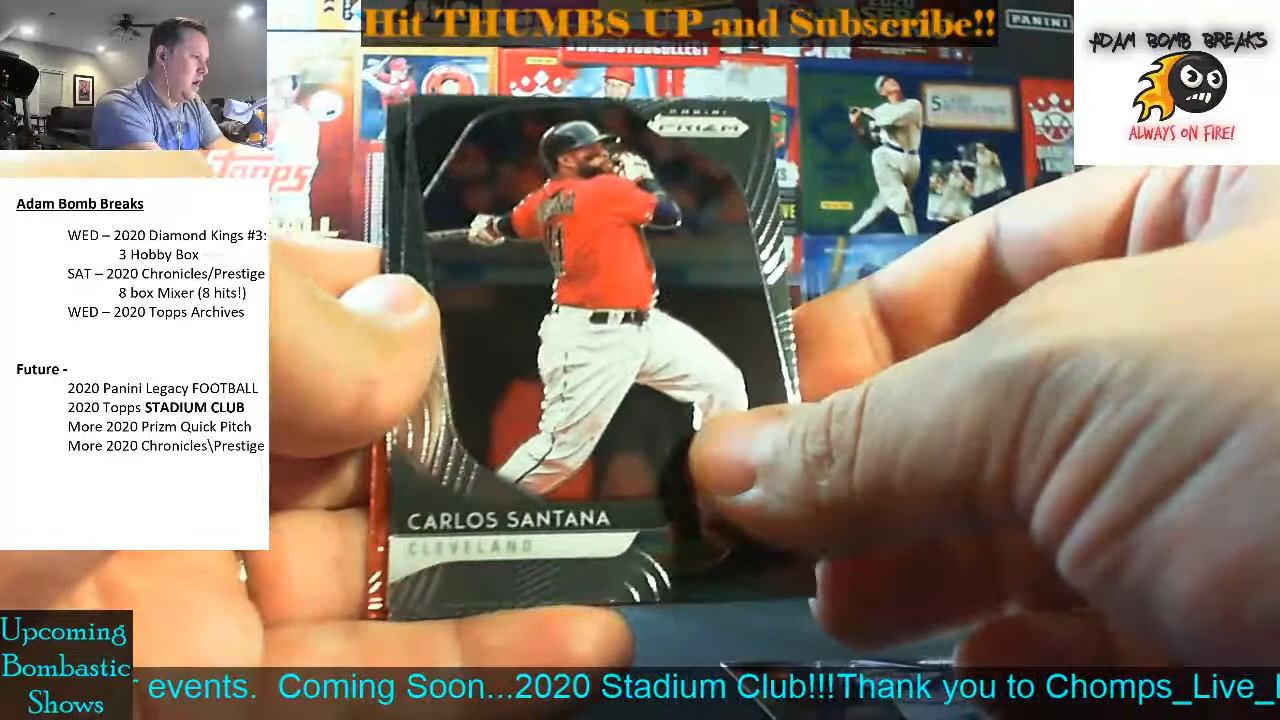 Hit THUMBS UP and Subscribe!!
PANINI
ADAM BOMB BREAKS
ALWAYS ON FIRE!
Topps
PANINI
PRIZM
Adam Bomb Breaks
WED – 2020 Diamond Kings #3:
3 Hobby Box
SAT – 2020 Chronicles/Prestige
8 box Mixer (8 hits!)
WED – 2020 Topps Archives
Future -
2020 Panini Legacy FOOTBALL
2020 Topps STADIUM CLUB
More 2020 Prizm Quick Pitch
More 2020 Chronicles\Prestige
CARLOS SANTANA
CLEVELAND
Upcoming
Bombastic
Shows
events. Coming Soon...2020 Stadium Club!!!Thank you to Chomps_Live_